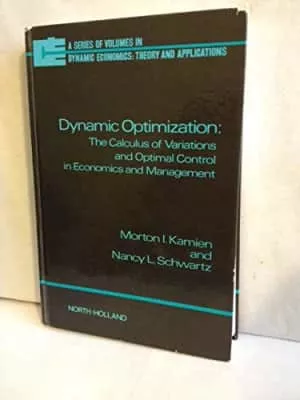 A SERIES OF VOLUMES IN
DYNAMIC ECONOMICS: THEORY AND APPLICATIONS
Dynamic Optimization:
The Calculus of Variations
and Optimal Control
in Economics and Management
Morton I. Kamien
and
Nancy L. Schwartz
NORTH-HOLLAND